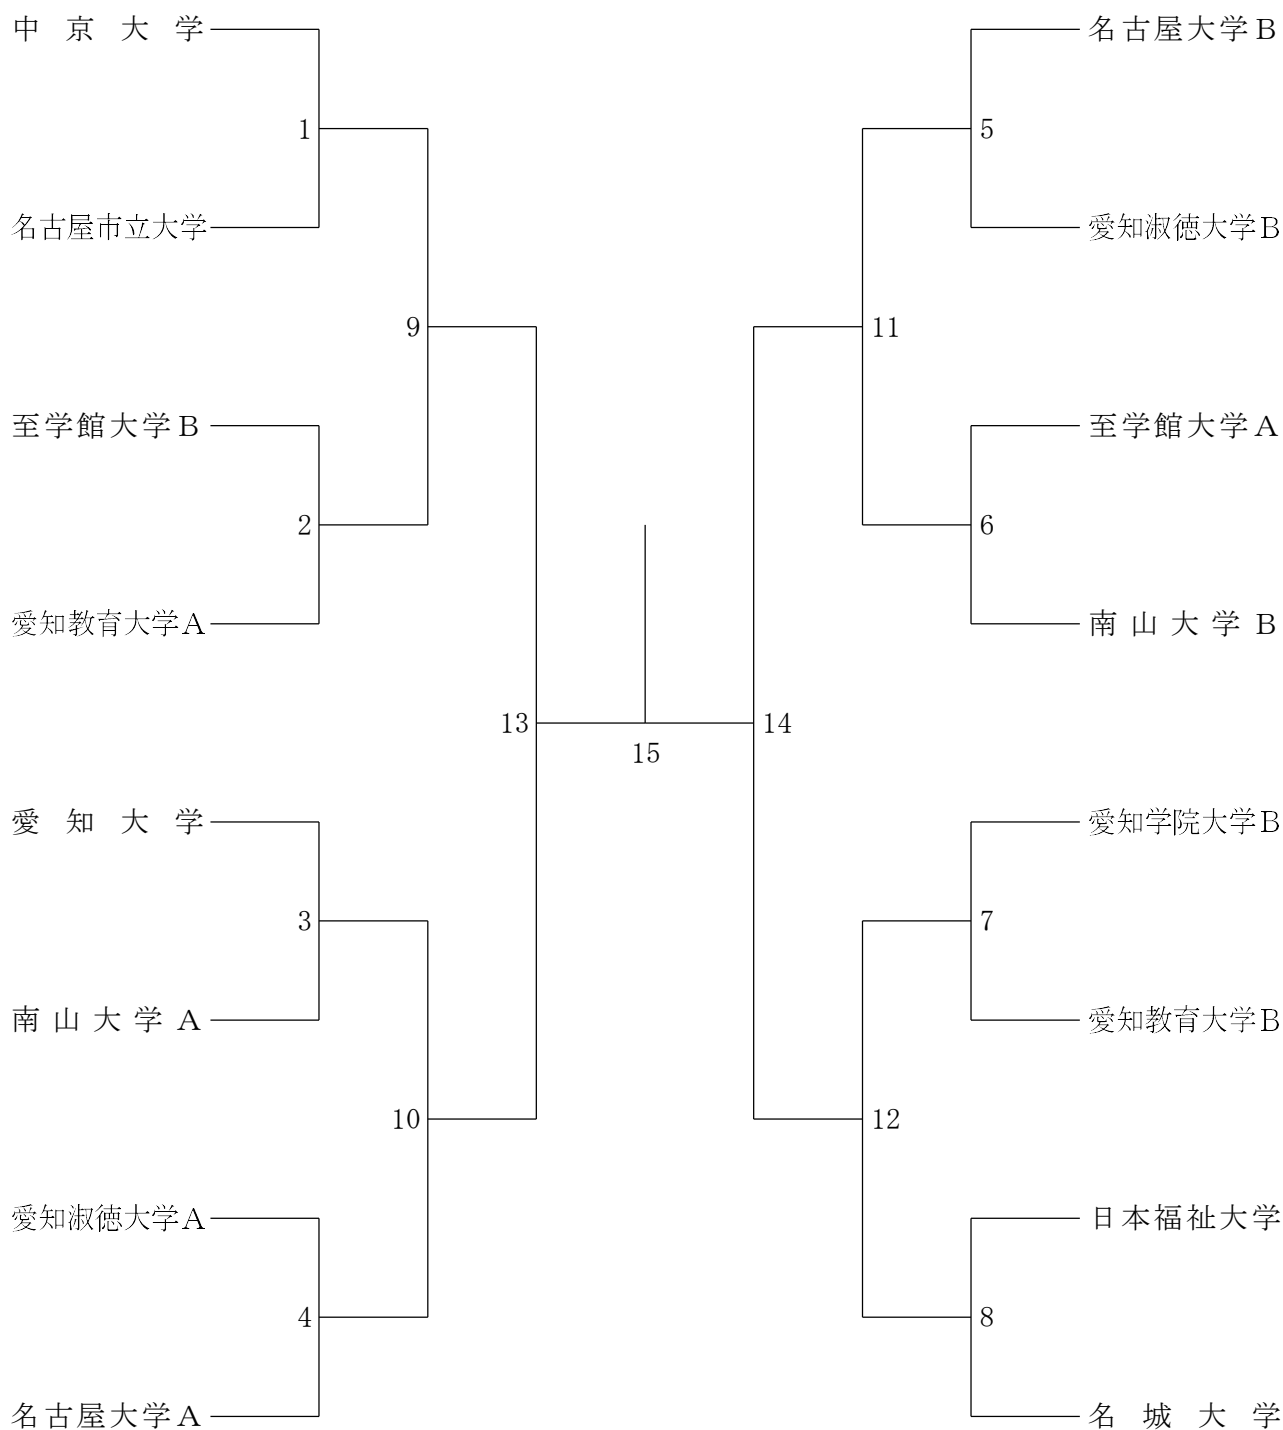 中京大学
名古屋大学B
1
5
名古屋市立大学
愛知淑徳大学B
9
11
至学館大学B
至学館大学A
2
6
愛知教育大学A
南山大学B
13
14
15
愛知大学
愛知学院大学B
3
7
南山大学A
愛知教育大学B
10
12
愛知淑徳大学A
日本福祉大学
4
8
名古屋大学A
名城大学